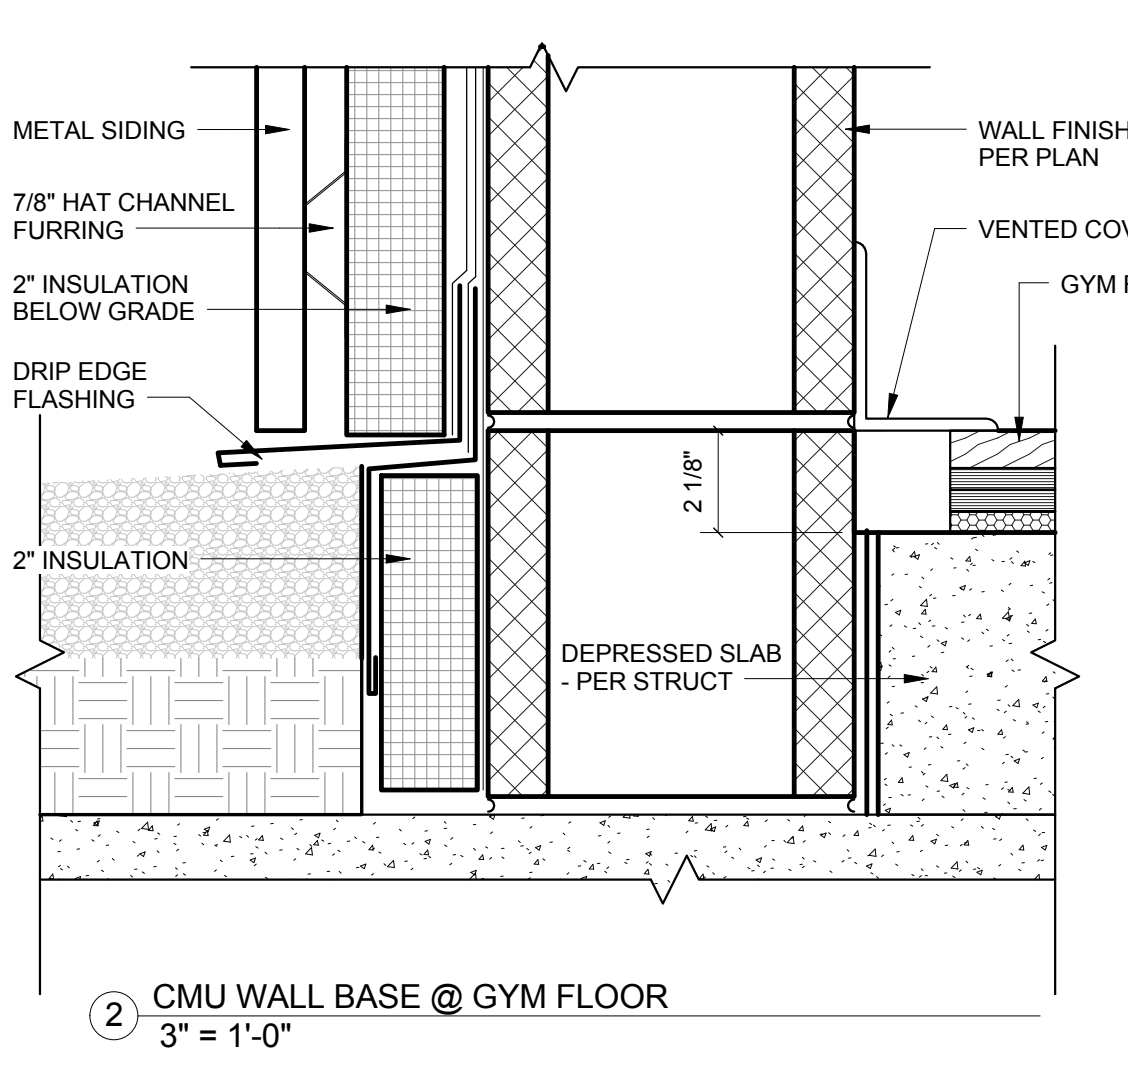 METAL SIDING
7/8" HAT CHANNEL
FURRING
2" INSULATION
BELOW GRADE
DRIP EDGE
FLASHING
2" INSULATION
WALL FINISH
PER PLAN
VENTED COV
GYM F
2 1/8"
DEPRESSED SLAB
- PER STRUCT
2
CMU WALL BASE @ GYM FLOOR
3" = 1'-0"